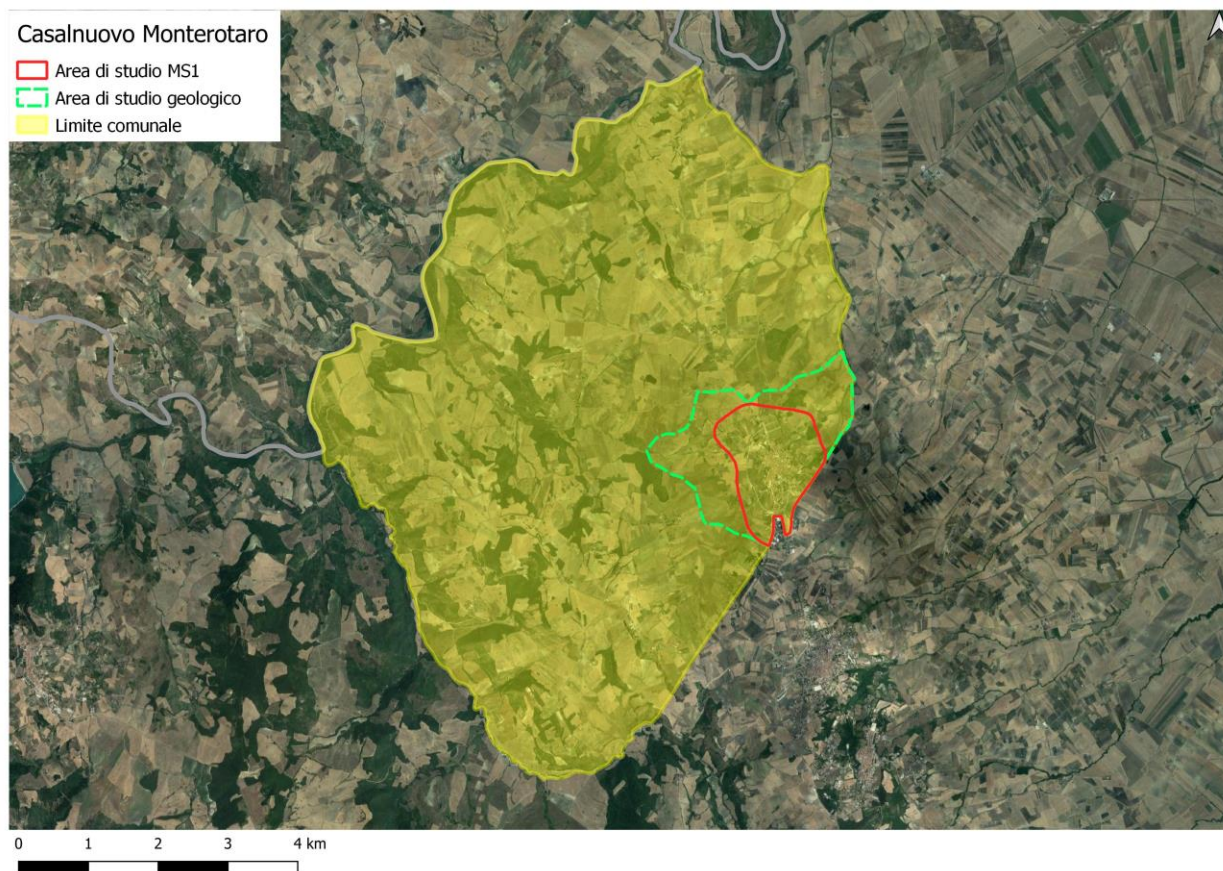 Casalnuovo Monterotaro
Area di studio MS1
Area di studio geologico
Limite comunale
0 1 2 3 4 km